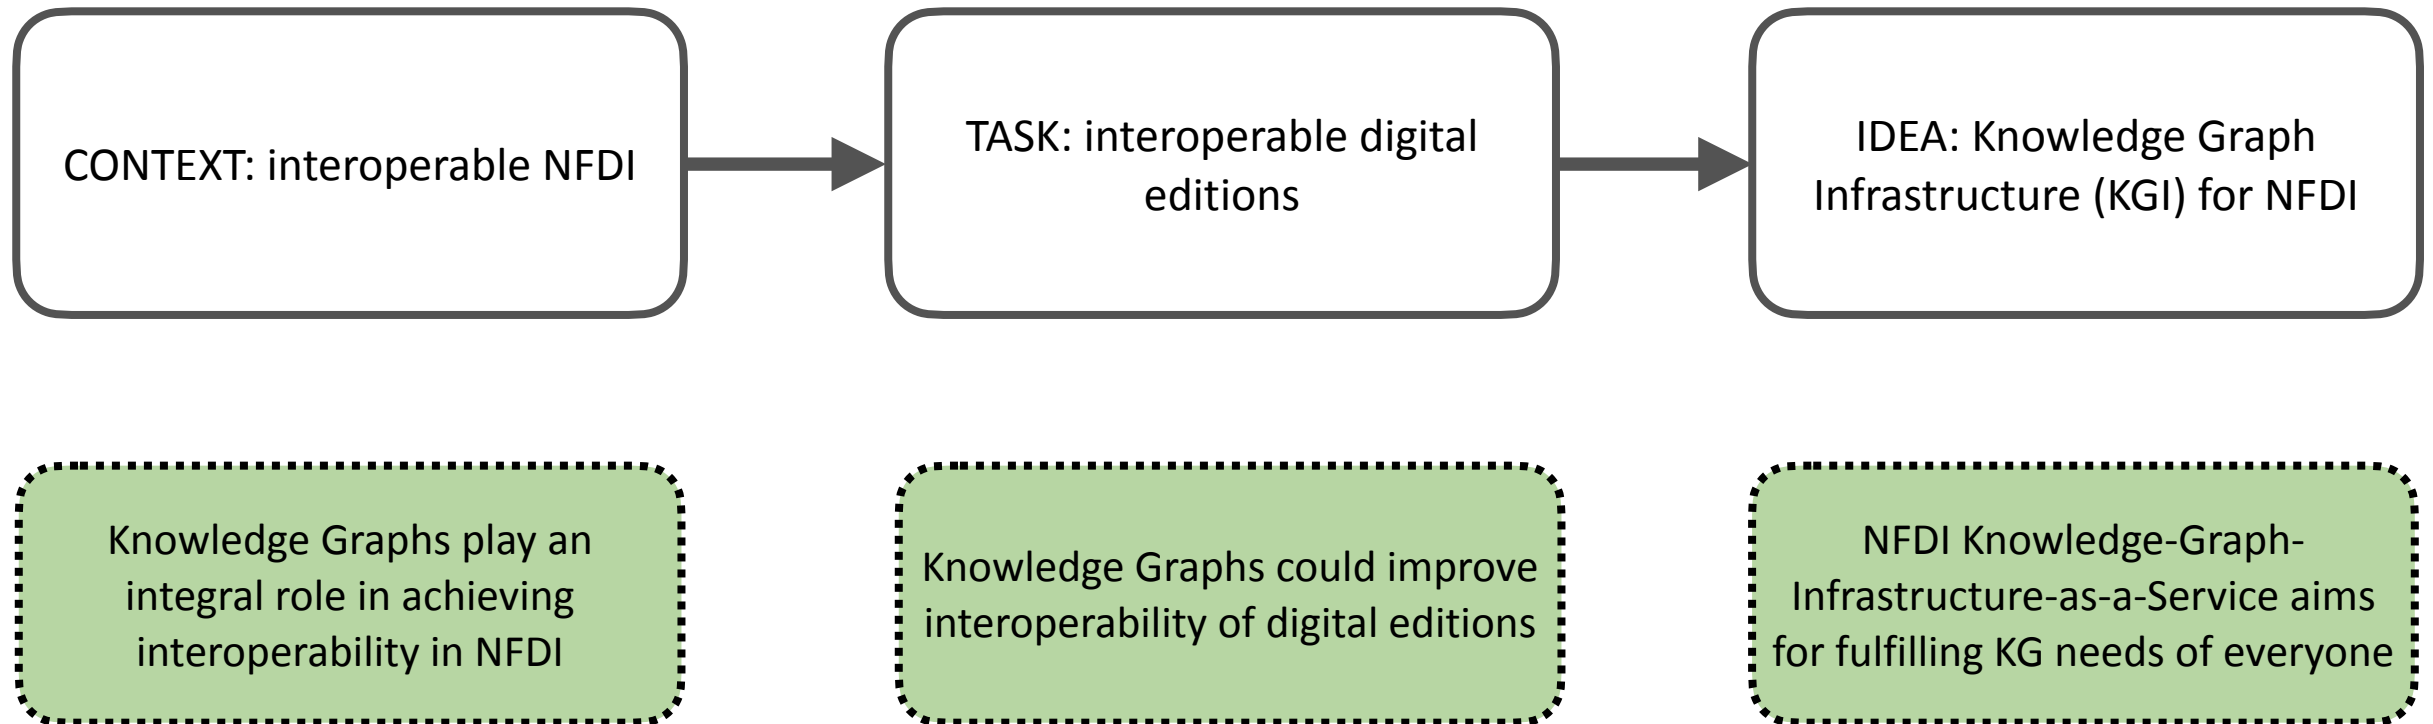 CONTEXT: interoperable NFDI
TASK: interoperable digital
editions
IDEA: Knowledge Graph
Infrastructure (KGI) for NFDI
Knowledge Graphs play an
integral role in achieving
interoperability in NFDI
Knowledge Graphs could improve
interoperability of digital editions
NFDI Knowledge-Graph-
Infrastructure-as-a-Service aims
for fulfilling KG needs of everyone